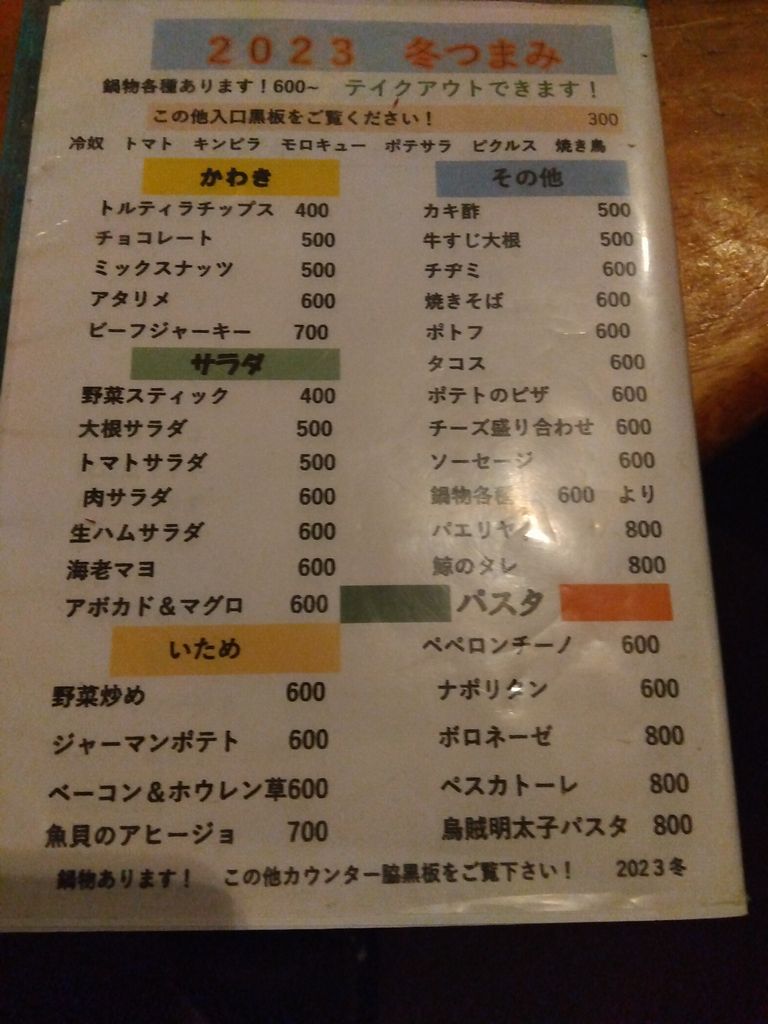 2023 冬つまみ
鍋物各種あります！600~ テイクアウトできます！
この他入口黒板をご覧ください！ 300
冷奴 トマト キンピラ モロキュー ポテサラ ピクルス 焼き鳥 ~
かわき
トルティラチップス 400
チョコレート 500
ミックスナッツ 500
アタリメ 600
ビーフジャーキー 700
サラダ
野菜スティック 400
大根サラダ 500
トマトサラダ 500
肉サラダ 600
生ハムサラダ 600
海老マヨ 600
アボカド＆マグロ 600
いため
野菜炒め 600
ジャーマンポテト 600
ベーコン＆ホウレン草600
魚貝のアヒージョ 700
その他
カキ酢 500
牛すじ大根 500
チヂミ 600
焼きそば 600
ポトフ 600
タコス 600
ポテトのピザ 600
チーズ盛り合わせ 600
ソーセージ 600
鍋物各種 600 より
パエリヤ 800
鯨のタレ 800
パスタ
ペペロンチーノ 600
ナポリタン 600
ボロネーゼ 800
ペスカトーレ 800
烏賊明太子パスタ 800
鍋物あります！ この他カウンター脇黒板をご覧下さい！ 2023冬